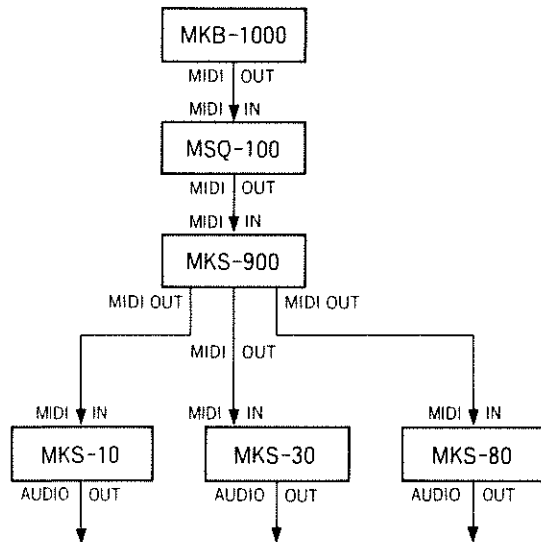 MKB-1000
MIDI OUT
MIDI IN
MSQ-100
MIDI OUT
MIDI IN
MKS-900
MIDI OUT MIDI OUT
MIDI OUT
MIDI IN MIDI IN MIDI IN
MKS-10 MKS-30 MKS-80
AUDIO OUT AUDIO OUT AUDIO OUT